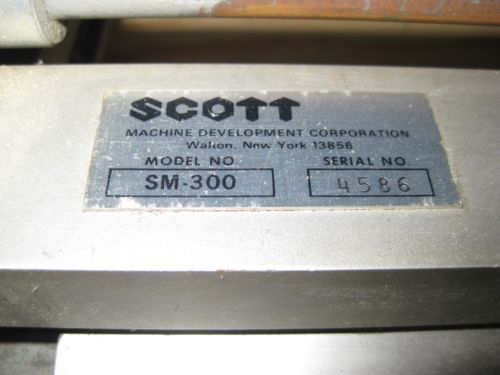 SCOTT
MACHINE DEVELOPMENT CORPORATION
Walton, New York 13856
MODEL NO. SERIAL NO.
SM-300 4586